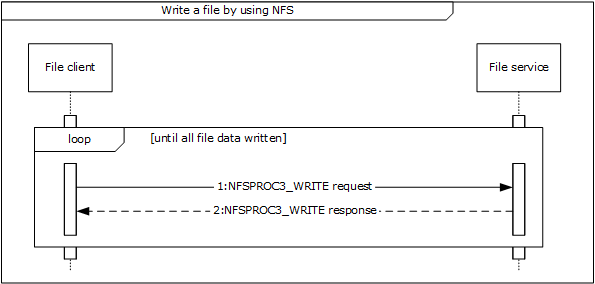 Write a file by using NFS
File client
File service
loop
[until all file data written]
1:NFSPROC3_WRITE request
2:NFSPROC3_WRITE response